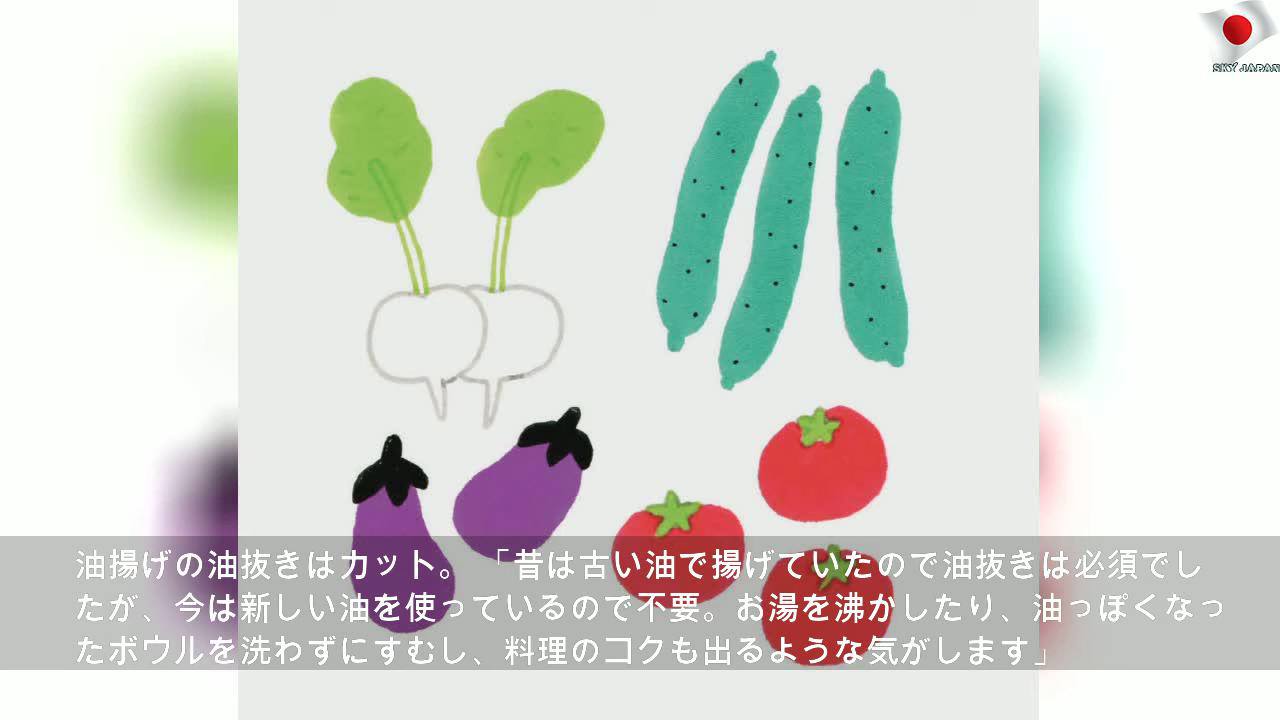 SKY JAPAN
油揚げの油抜きはカット。「昔は古い油で揚げていたので油抜きは必須でし
たが、今は新しい油を使っているので不要。お湯を沸かしたり、油っぽくなっ
たボウルを洗わずにすむし、料理のコクも出るような気がします」